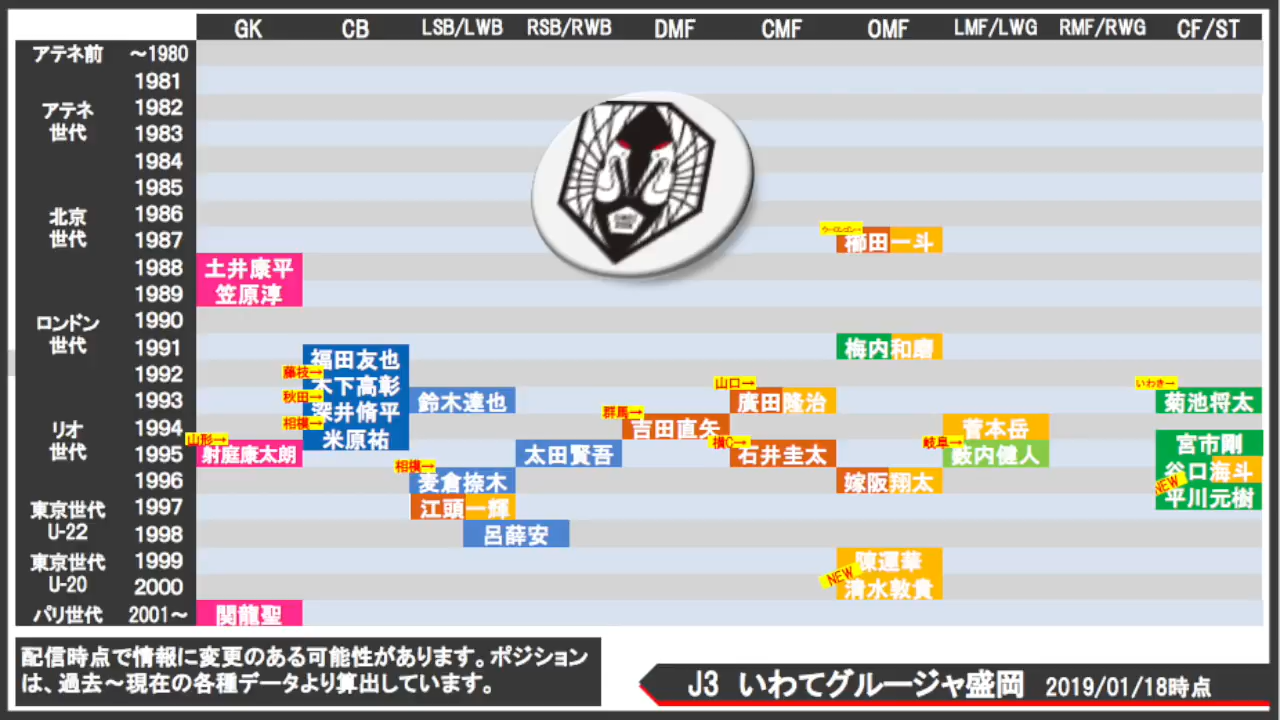 GK CB LSB/LWB RSB/RWB DMF CMF OMF LMF/LWG RMF/RWG CF/ST
アテネ前 ～1980
1981
アテネ世代 1982
1983
1984
1985
北京世代 1986
1987 櫛田一斗
1988 土井康平
1989 笠原淳
1990
ロンドン世代 1991 福田友也 梅内和磨
1992 藤枝→ 木下高彰
1993 秋田→ 深井脩平 鈴木達也 山口→ 廣田隆治 いわき→ 菊池将太
リオ世代 1994 相模→ 米原祐 群馬→ 吉田直矢 菅本岳
1995 山形→ 射庭康太朗 太田賢吾 横C→ 石井圭太 岐阜→ 藪内健人 宮市剛
1996 相模→ 麦倉捺木 嫁阪翔太 谷口海斗
東京世代 U-22 1997 江頭一輝 NEW 平川元樹
1998 呂薛安
東京世代 U-20 1999 陳運華
2000 NEW 清水敦貴
パリ世代 2001～ 関龍聖
配信時点で情報に変更のある可能性があります。ポジション
は、過去～現在の各種データより算出しています。
J3 いわてグルージャ盛岡 2019/01/18時点